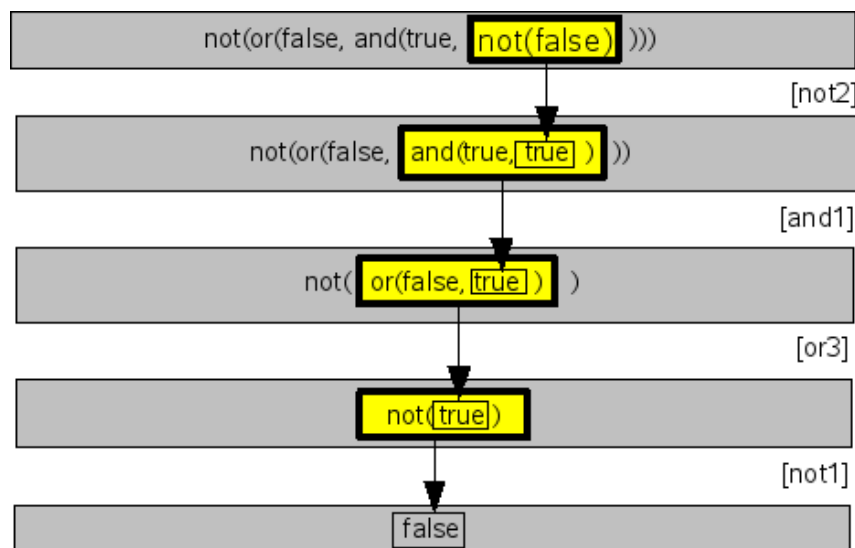 not(or(false, and(true, not(false) )))
[not2]
not(or(false, and(true, true ) ))
[and1]
not( or(false, true ) )
[or3]
not(true )
[not1]
false